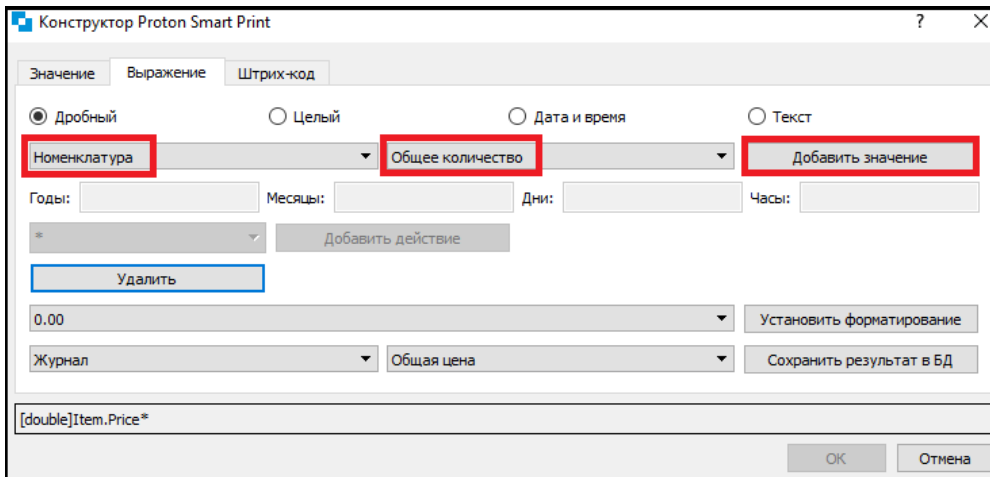 Конструктор Proton Smart Print ?
Значение Выражение Штрих-код
Дробный Целый Дата и время Текст
Номенклатура Общее количество Добавить значение
Годы: Месяцы: Дни: Часы:
* Добавить действие
Удалить
0.00 Установить форматирование
Журнал Общая цена Сохранить результат в БД
[double]Item.Price*
OK Отмена